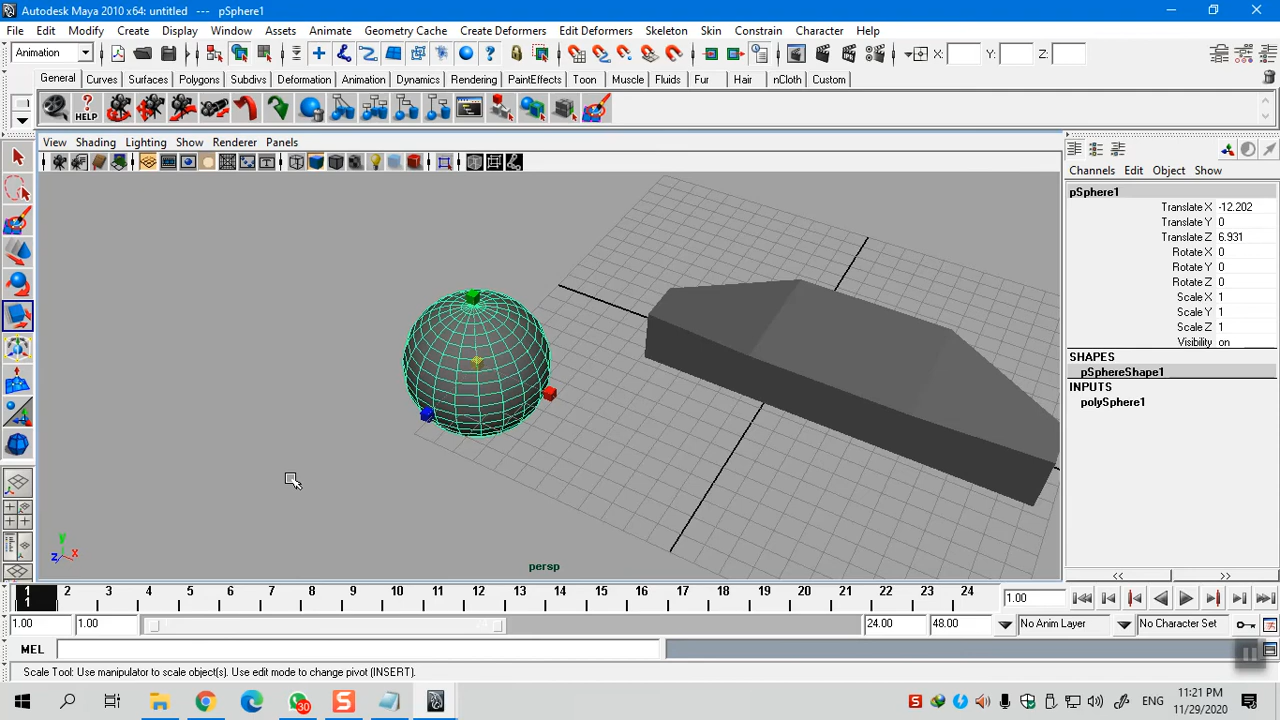 Autodesk Maya 2010 x64: untitled --- pSphere1
File Edit Modify Create Display Window Assets Animate Geometry Cache Create Deformers Edit Deformers Skeleton Skin Constrain Character Help
Animation X: Y: Z:
General Curves Surfaces Polygons Subdivs Deformation Animation Dynamics Rendering PaintEffects Toon Muscle Fluids Fur Hair nCloth Custom
HELP
View Shading Lighting Show Renderer Panels
Channels Edit Object Show
pSphere1
Translate X -12.202
Translate Y 0
Translate Z 6.931
Rotate X 0
Rotate Y 0
Rotate Z 0
Scale X 1
Scale Y 1
Scale Z 1
Visibility on
SHAPES
pSphereShape1
INPUTS
polySphere1
y
z x
persp
<< >>
1 2 3 4 5 6 7 8 9 10 11 12 13 14 15 16 17 18 19 20 21 22 23 24
1 1.00
1.00 1.00 24.00 48.00 No Anim Layer No Character Set
MEL
Scale Tool: Use manipulator to scale object(s). Use edit mode to change pivot (INSERT).
30 ENG 11:21 PM
11/29/2020